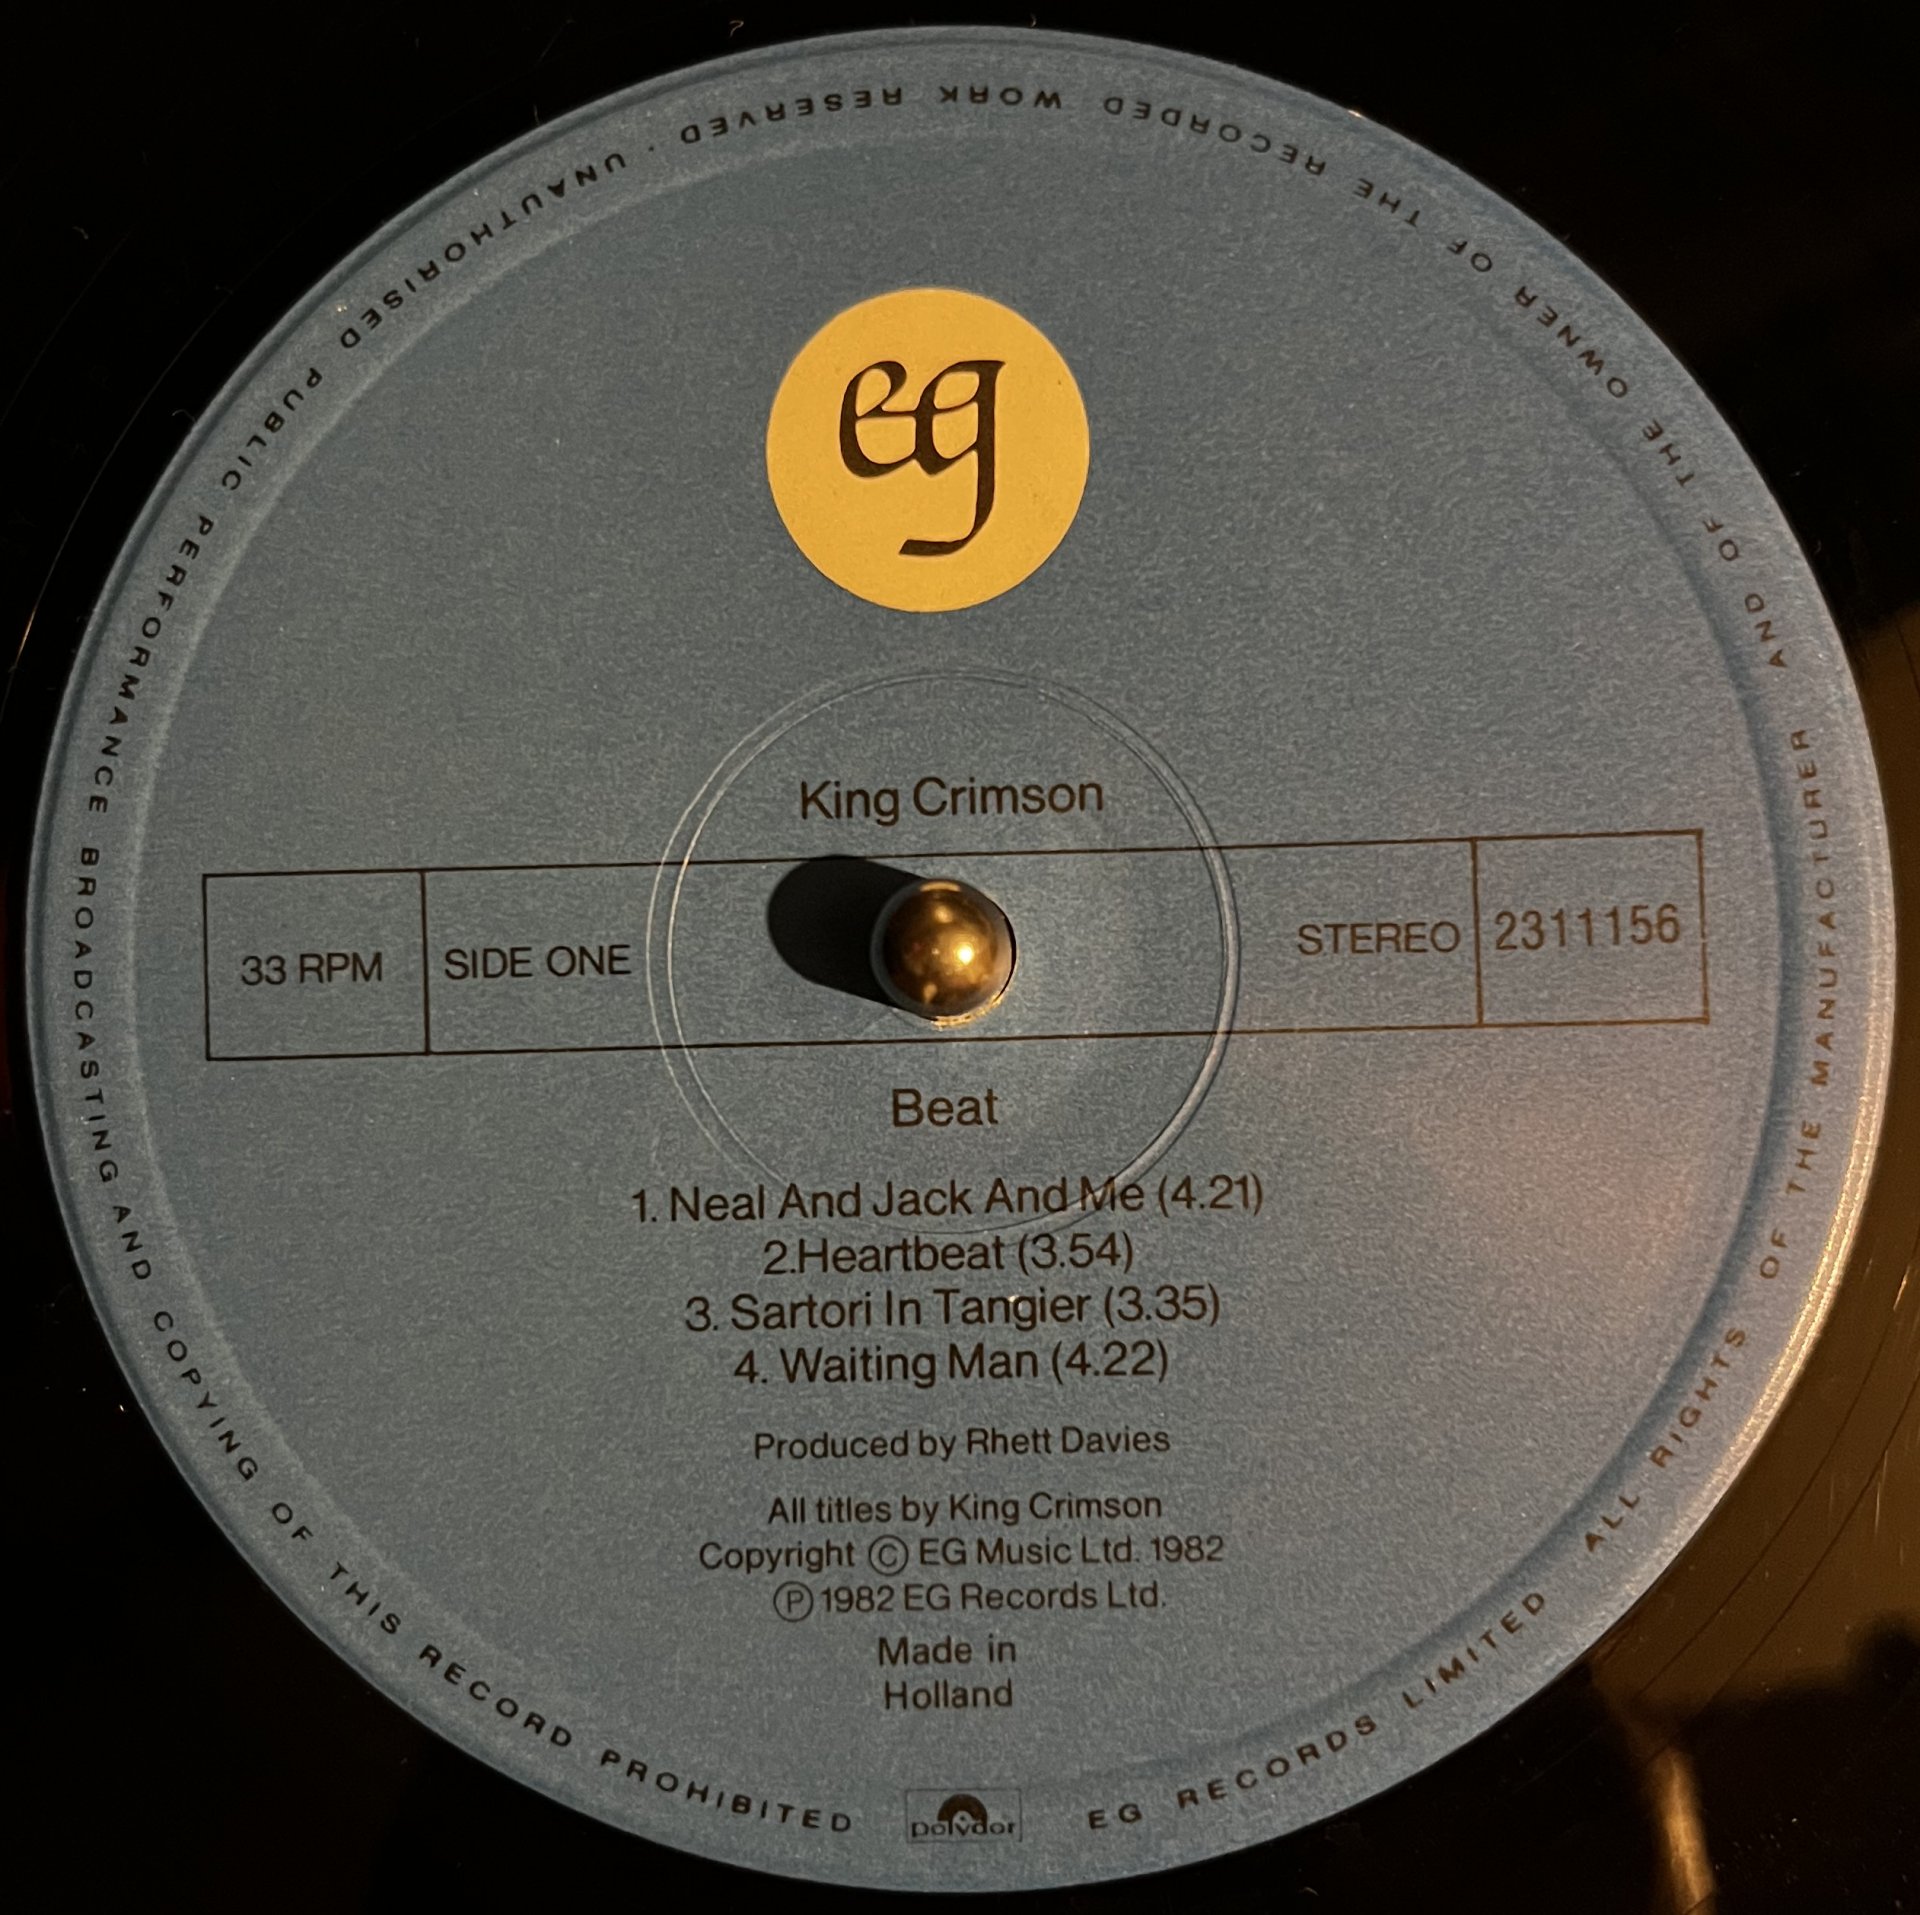 eg
King Crimson
33 RPM
SIDE ONE
STEREO
2311156
Beat
1. Neal And Jack And Me (4.21)
2.Heartbeat (3.54)
3. Sartori In Tangier (3.35)
4. Waiting Man (4.22)
Produced by Rhett Davies
All titles by King Crimson
Copyright © EG Music Ltd. 1982
Ⓟ 1982 EG Records Ltd.
Made in
Holland
polydor
EG RECORDS LIMITED ALL RIGHTS OF THE MANUFACTURER AND OF THE OWNER OF THE RECORDED WORK RESERVED · UNAUTHORISED PUBLIC PERFORMANCE BROADCASTING AND COPYING OF THIS RECORD PROHIBITED